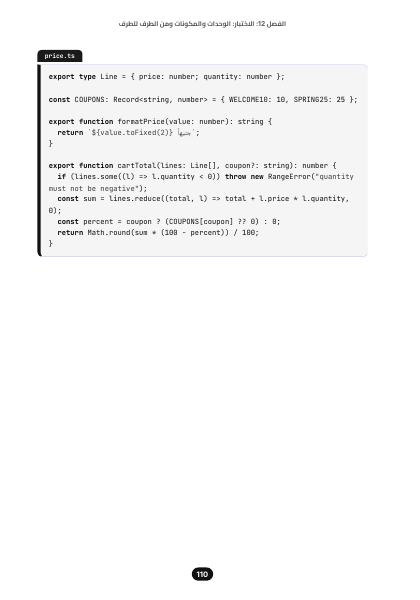 الفصل 12: الاختبار: الوحدات والمكونات ومن الطرف للطرف
price.ts
export type Line = { price: number; quantity: number };
const COUPONS: Record<string, number> = { WELCOME10: 10, SPRING25: 25 };
export function formatPrice(value: number): string {
  return `${value.toFixed(2)} جنيهاً`;
}
export function cartTotal(lines: Line[], coupon?: string): number {
  if (lines.some((l) => l.quantity < 0)) throw new RangeError("quantity
must not be negative");
  const sum = lines.reduce((total, l) => total + l.price * l.quantity,
0);
  const percent = coupon ? (COUPONS[coupon] ?? 0) : 0;
  return Math.round(sum * (100 - percent)) / 100;
}
110